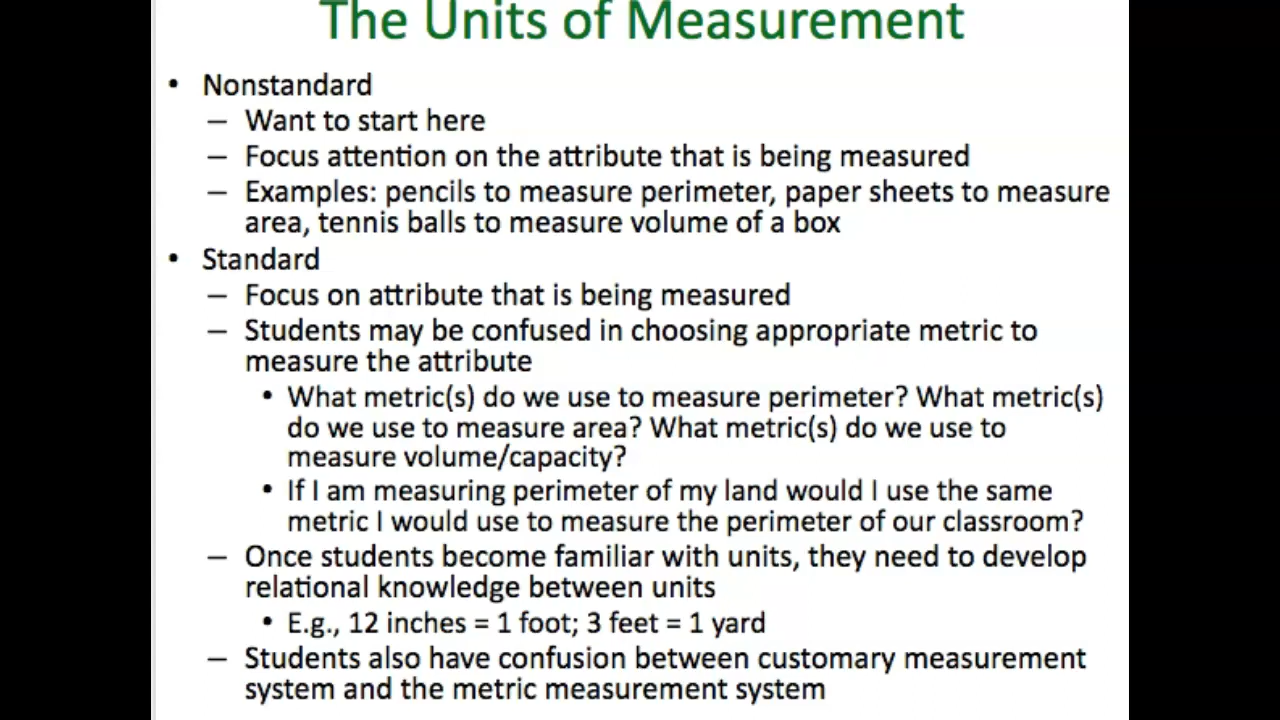 The Units of Measurement
• Nonstandard
– Want to start here
– Focus attention on the attribute that is being measured
– Examples: pencils to measure perimeter, paper sheets to measure
area, tennis balls to measure volume of a box
• Standard
– Focus on attribute that is being measured
– Students may be confused in choosing appropriate metric to
measure the attribute
• What metric(s) do we use to measure perimeter? What metric(s)
do we use to measure area? What metric(s) do we use to
measure volume/capacity?
• If I am measuring perimeter of my land would I use the same
metric I would use to measure the perimeter of our classroom?
– Once students become familiar with units, they need to develop
relational knowledge between units
• E.g., 12 inches = 1 foot; 3 feet = 1 yard
– Students also have confusion between customary measurement
system and the metric measurement system